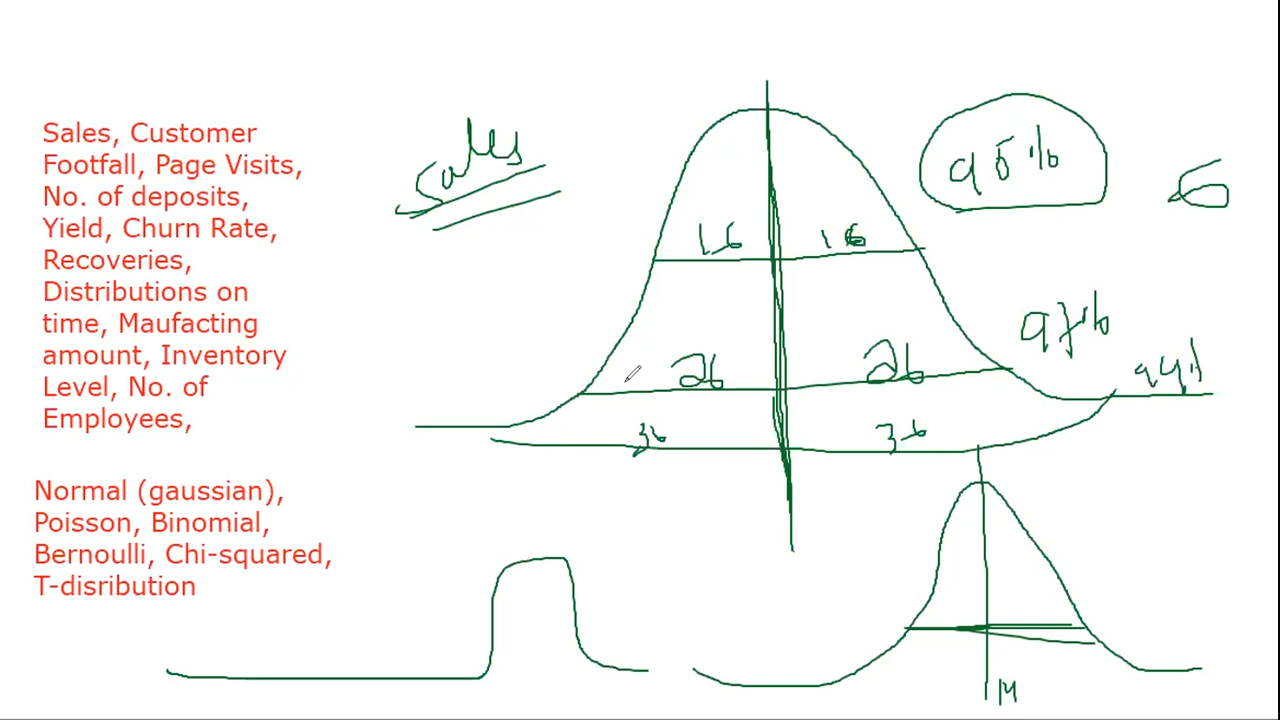 Sales, Customer
Footfall, Page Visits,
No. of deposits,
Yield, Churn Rate,
Recoveries,
Distributions on
time, Maufacting
amount, Inventory
Level, No. of
Employees,
Normal (gaussian),
Poisson, Binomial,
Bernoulli, Chi-squared,
T-disribution
Sales
95%
σ
1σ 1σ
97%
2σ 2σ
99%
3σ 3σ
μ